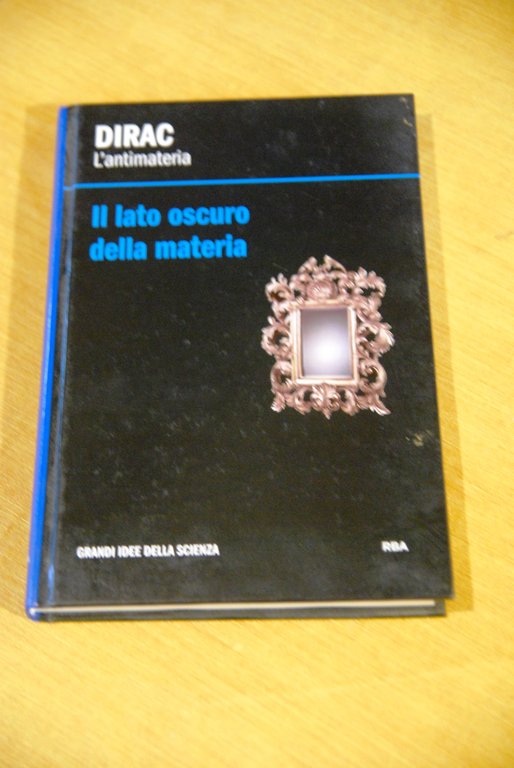 DIRAC
L'antimateria
Il lato oscuro
della materia
GRANDI IDEE DELLA SCIENZA
RBA